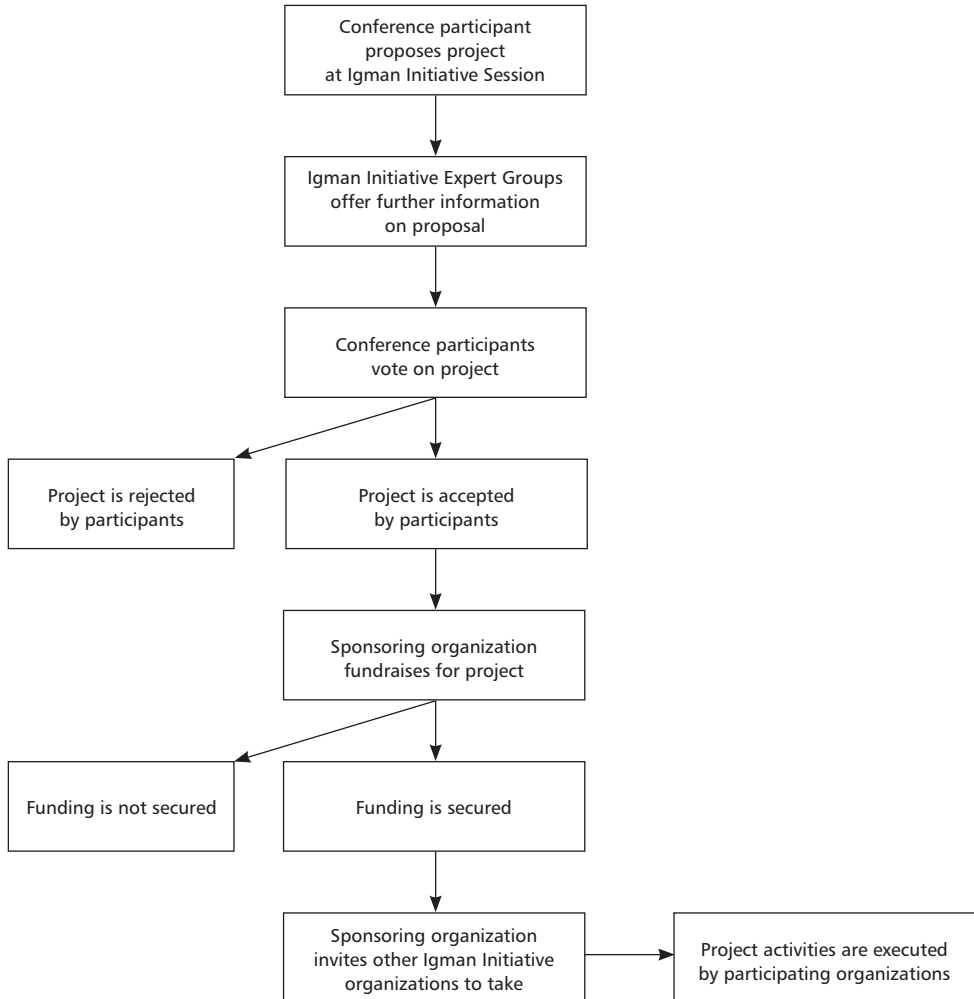 Conference participant
proposes project
at Igman Initiative Session
Igman Initiative Expert Groups
offer further information
on proposal
Conference participants
vote on project
Project is rejected
by participants
Project is accepted
by participants
Sponsoring organization
fundraises for project
Funding is not secured
Funding is secured
Sponsoring organization
invites other Igman Initiative
organizations to take
Project activities are executed
by participating organizations